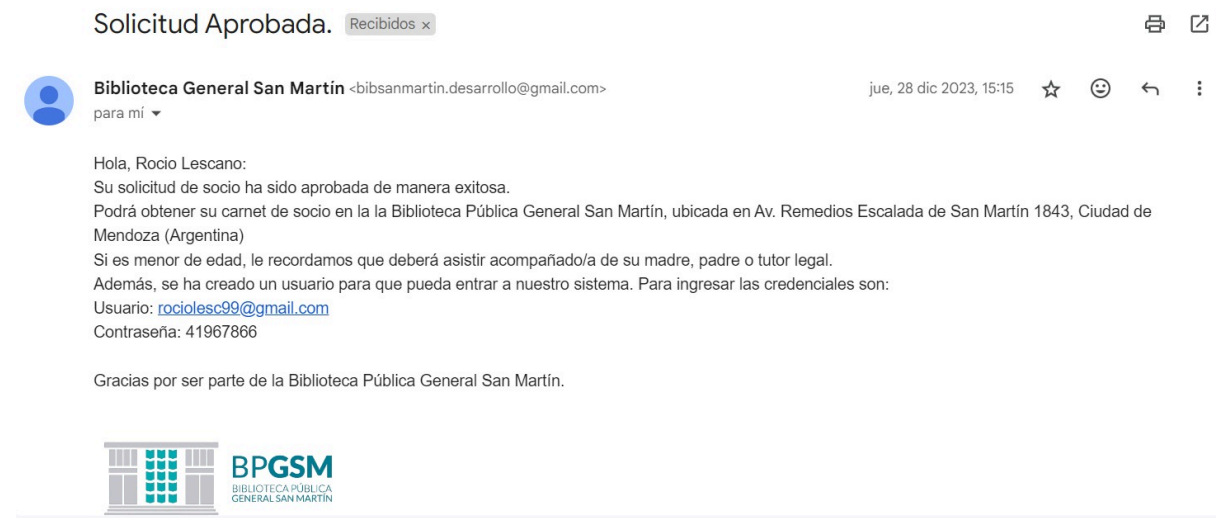 Solicitud Aprobada. Recibidos ×
Biblioteca General San Martín <bibsanmartin.desarrollo@gmail.com> jue, 28 dic 2023, 15:15
para mí
Hola, Rocio Lescano:
Su solicitud de socio ha sido aprobada de manera exitosa.
Podrá obtener su carnet de socio en la la Biblioteca Pública General San Martín, ubicada en Av. Remedios Escalada de San Martín 1843, Ciudad de
Mendoza (Argentina)
Si es menor de edad, le recordamos que deberá asistir acompañado/a de su madre, padre o tutor legal.
Además, se ha creado un usuario para que pueda entrar a nuestro sistema. Para ingresar las credenciales son:
Usuario: rociolesc99@gmail.com
Contraseña: 41967866
Gracias por ser parte de la Biblioteca Pública General San Martín.
BPGSM
BIBLIOTECA PÚBLICA
GENERAL SAN MARTÍN